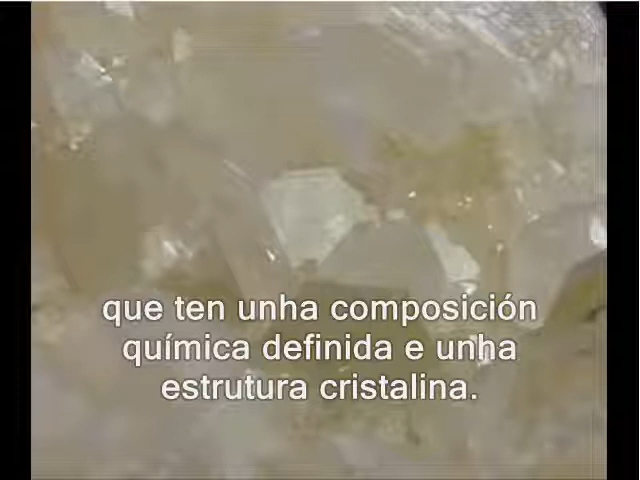 que ten unha composición
química definida e unha
estrutura cristalina.